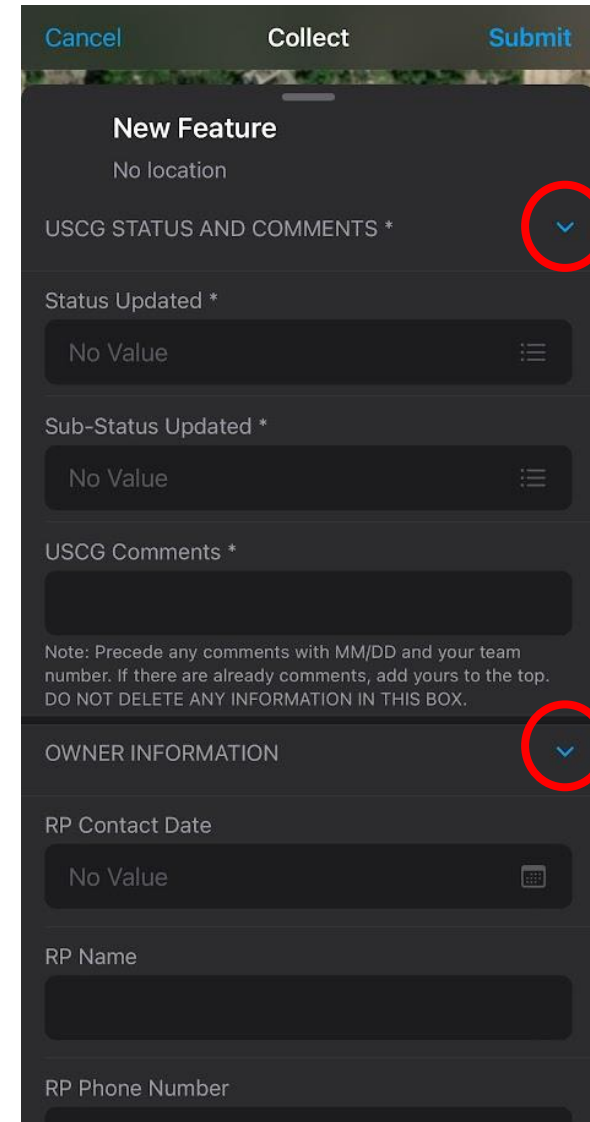 Cancel Collect Submit
New Feature
No location
USCG STATUS AND COMMENTS *
Status Updated *
No Value
Sub-Status Updated *
No Value
USCG Comments *
Note: Precede any comments with MM/DD and your team
number. If there are already comments, add yours to the top.
DO NOT DELETE ANY INFORMATION IN THIS BOX.
OWNER INFORMATION
RP Contact Date
No Value
RP Name
RP Phone Number